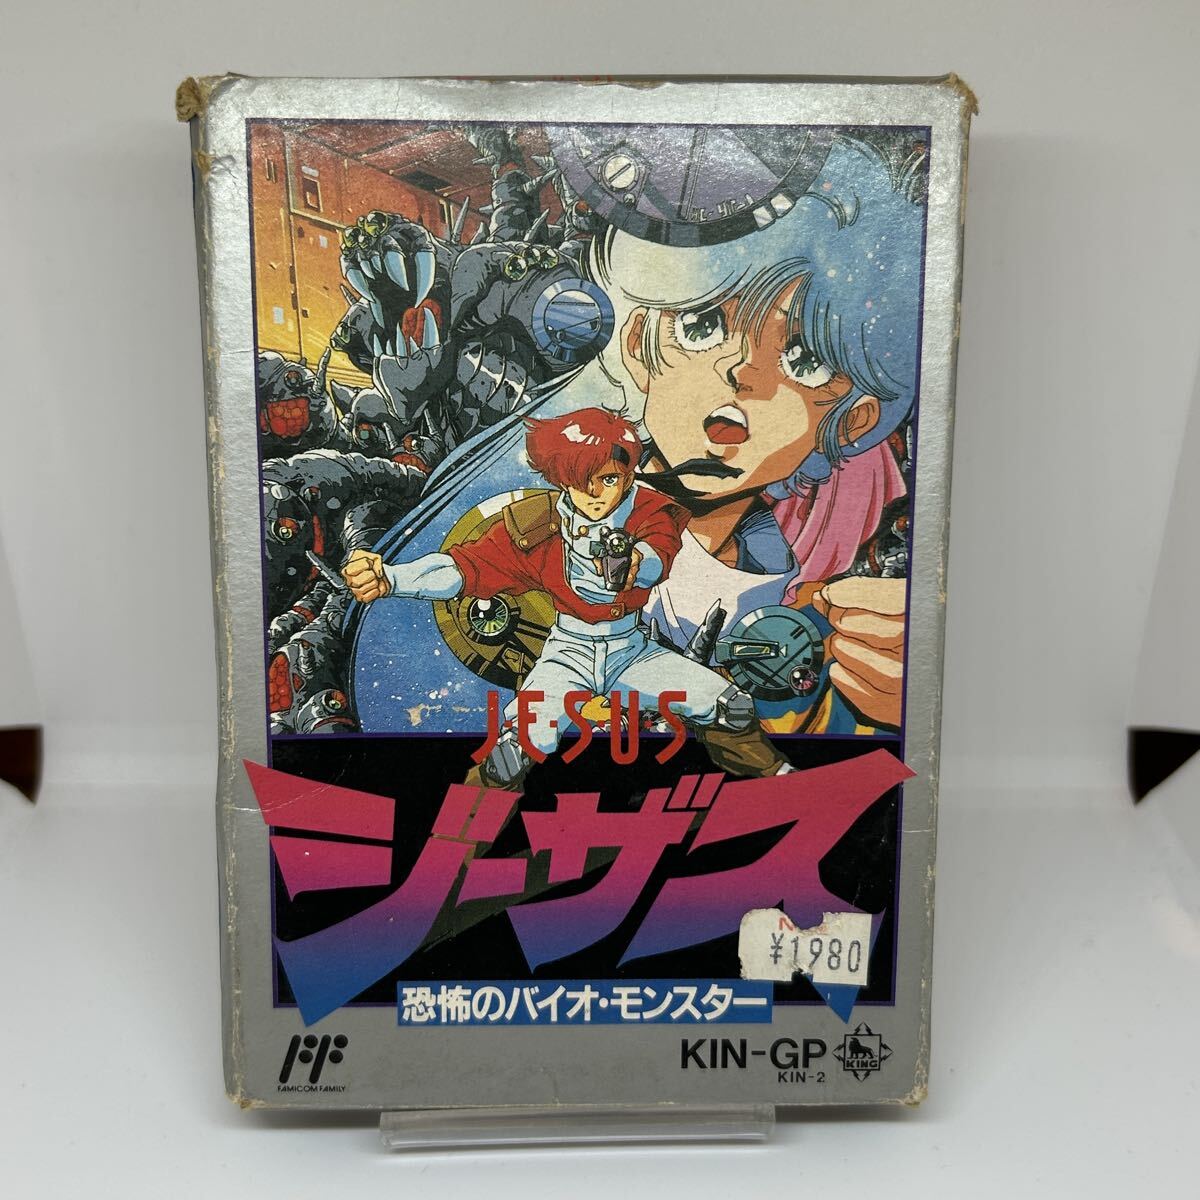 J・E・S・U・S
ジーザス
¥1980
恐怖のバイオ・モンスター
FF
FAMICOM FAMILY
KIN-GP
KIN-2
KING